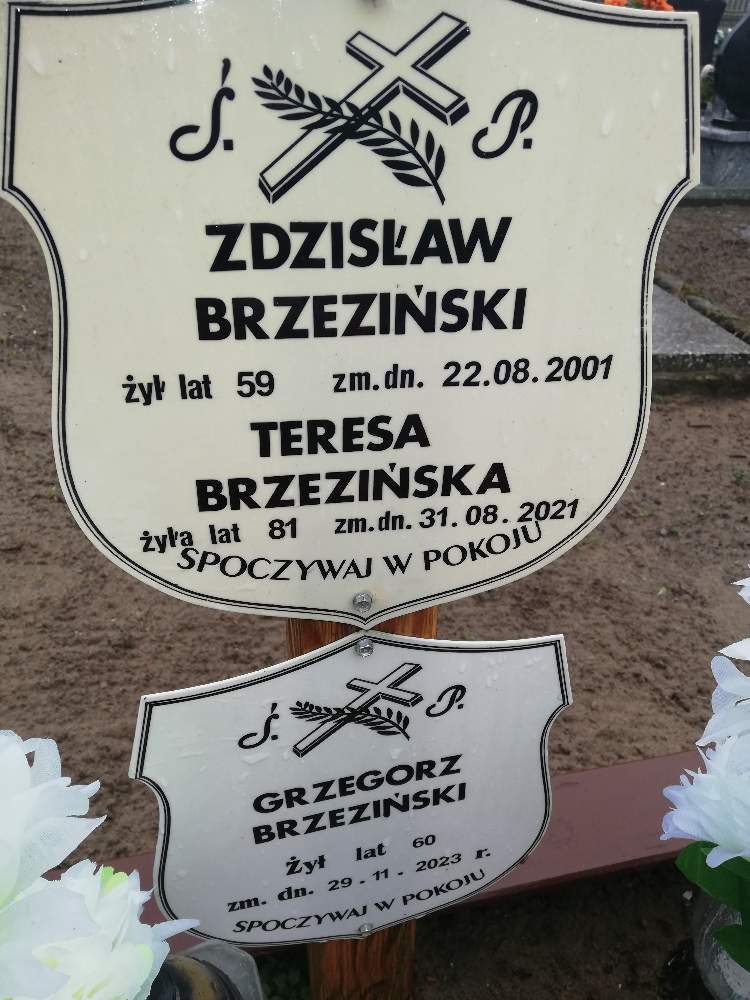 Ś. P.
ZDZISŁAW
BRZEZIŃSKI
żył lat 59 zm.dn. 22.08.2001
TERESA
BRZEZIŃSKA
żyła lat 81 zm.dn. 31.08.2021
SPOCZYWAJ W POKOJU
Ś. P.
GRZEGORZ
BRZEZIŃSKI
Żył lat 60
zm. dn. 29.11.2023 r.
SPOCZYWAJ W POKOJU